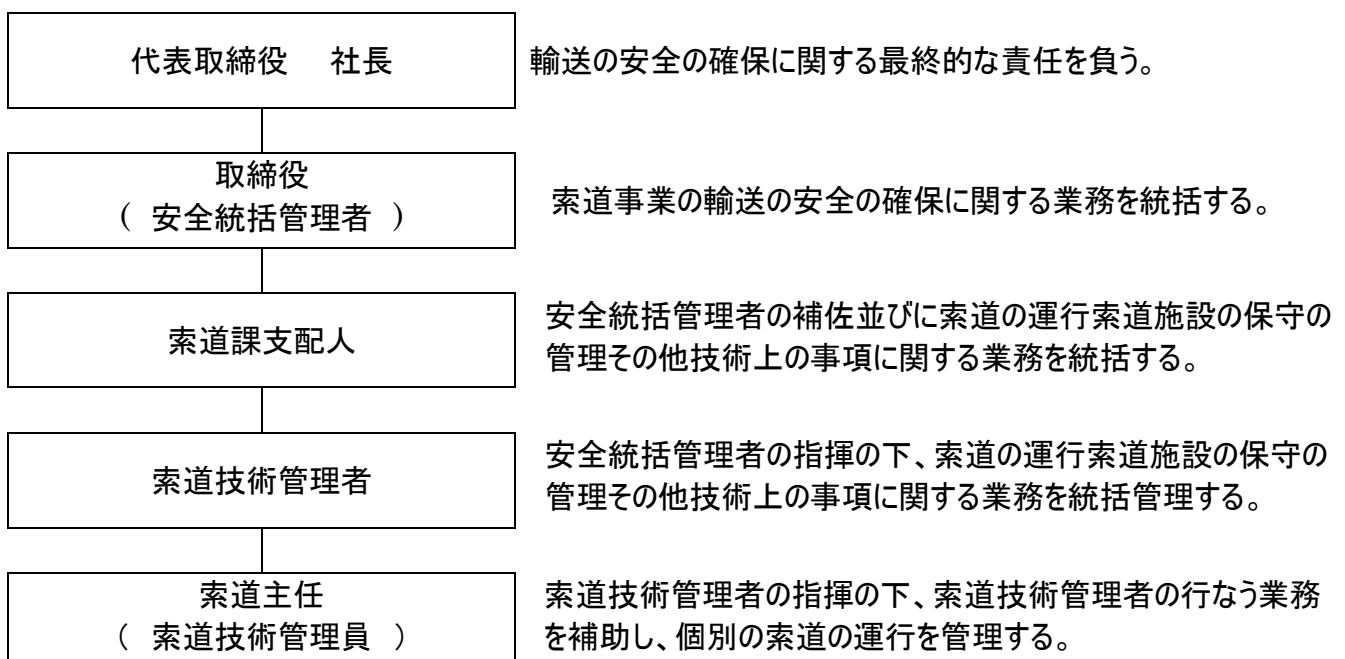 代表取締役　社長
輸送の安全の確保に関する最終的な責任を負う。
取締役
（ 安全統括管理者 ）
索道事業の輸送の安全の確保に関する業務を統括する。
索道課支配人
安全統括管理者の補佐並びに索道の運行索道施設の保守の
管理その他技術上の事項に関する業務を統括する。
索道技術管理者
安全統括管理者の指揮の下、索道の運行索道施設の保守の
管理その他技術上の事項に関する業務を統括管理する。
索道主任
（ 索道技術管理員 ）
索道技術管理者の指揮の下、索道技術管理者の行なう業務
を補助し、個別の索道の運行を管理する。